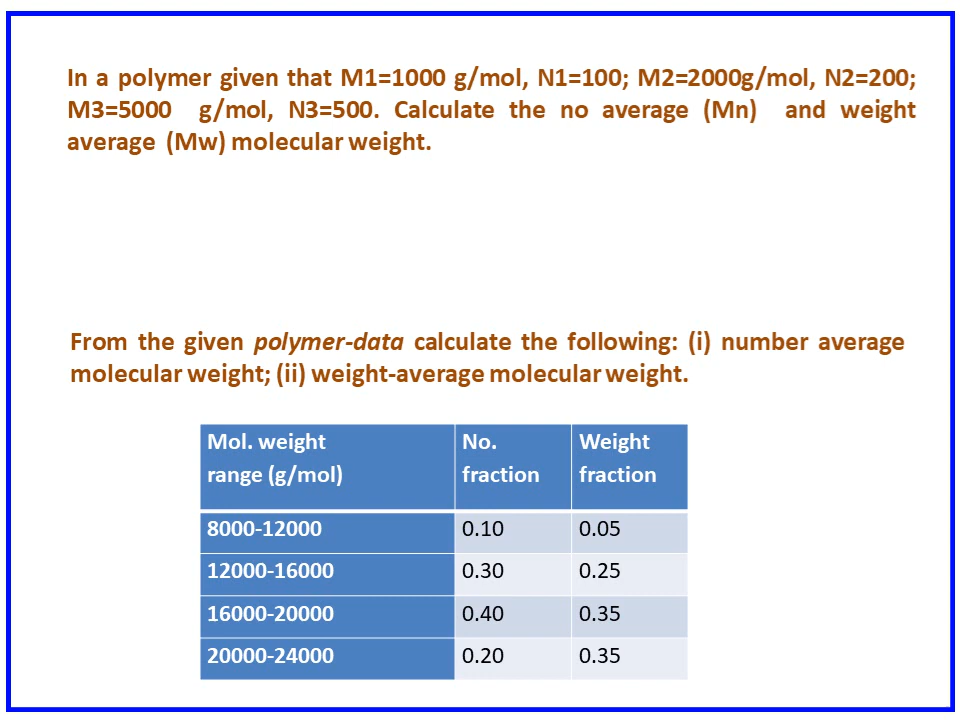 In a polymer given that M1=1000 g/mol, N1=100; M2=2000g/mol, N2=200;
M3=5000 g/mol, N3=500. Calculate the no average (Mn) and weight
average (Mw) molecular weight.
From the given polymer-data calculate the following: (i) number average
molecular weight; (ii) weight-average molecular weight.
Mol. weight range (g/mol) No. fraction Weight fraction
8000-12000 0.10 0.05
12000-16000 0.30 0.25
16000-20000 0.40 0.35
20000-24000 0.20 0.35